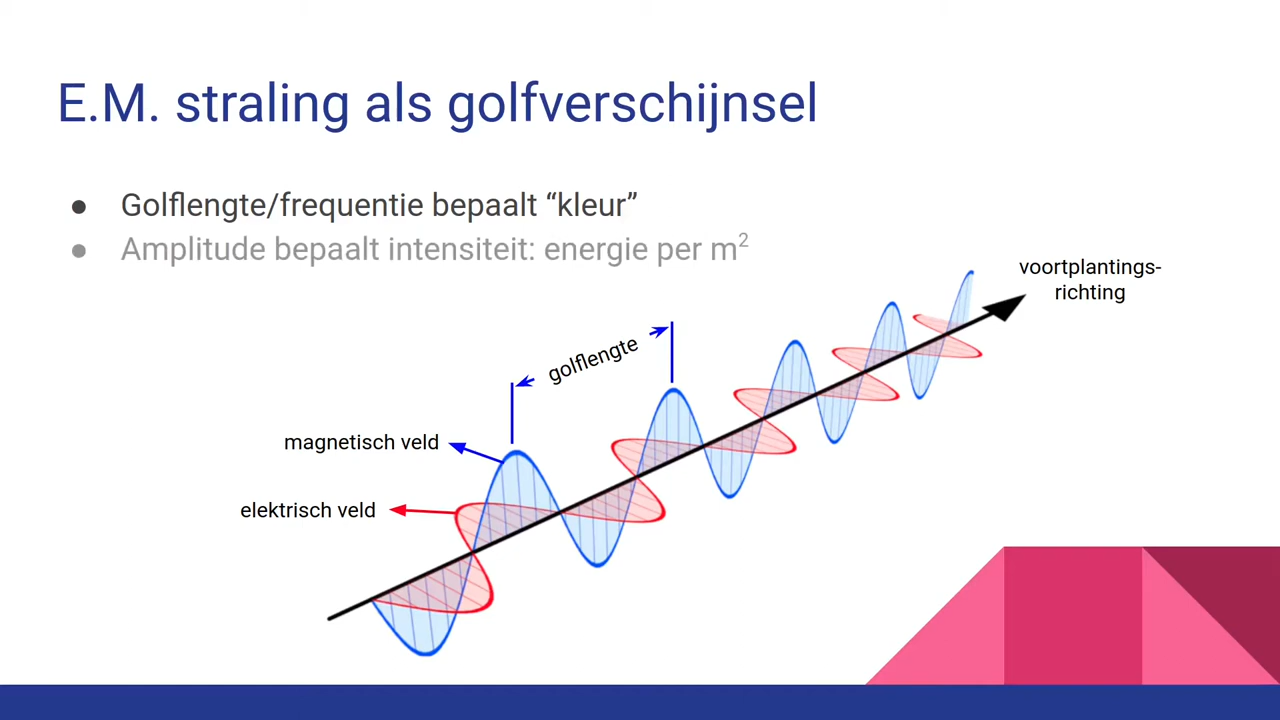 E.M. straling als golfverschijnsel
● Golflengte/frequentie bepaalt “kleur”
● Amplitude bepaalt intensiteit: energie per m²
voortplantings-
richting
golflengte
magnetisch veld
elektrisch veld